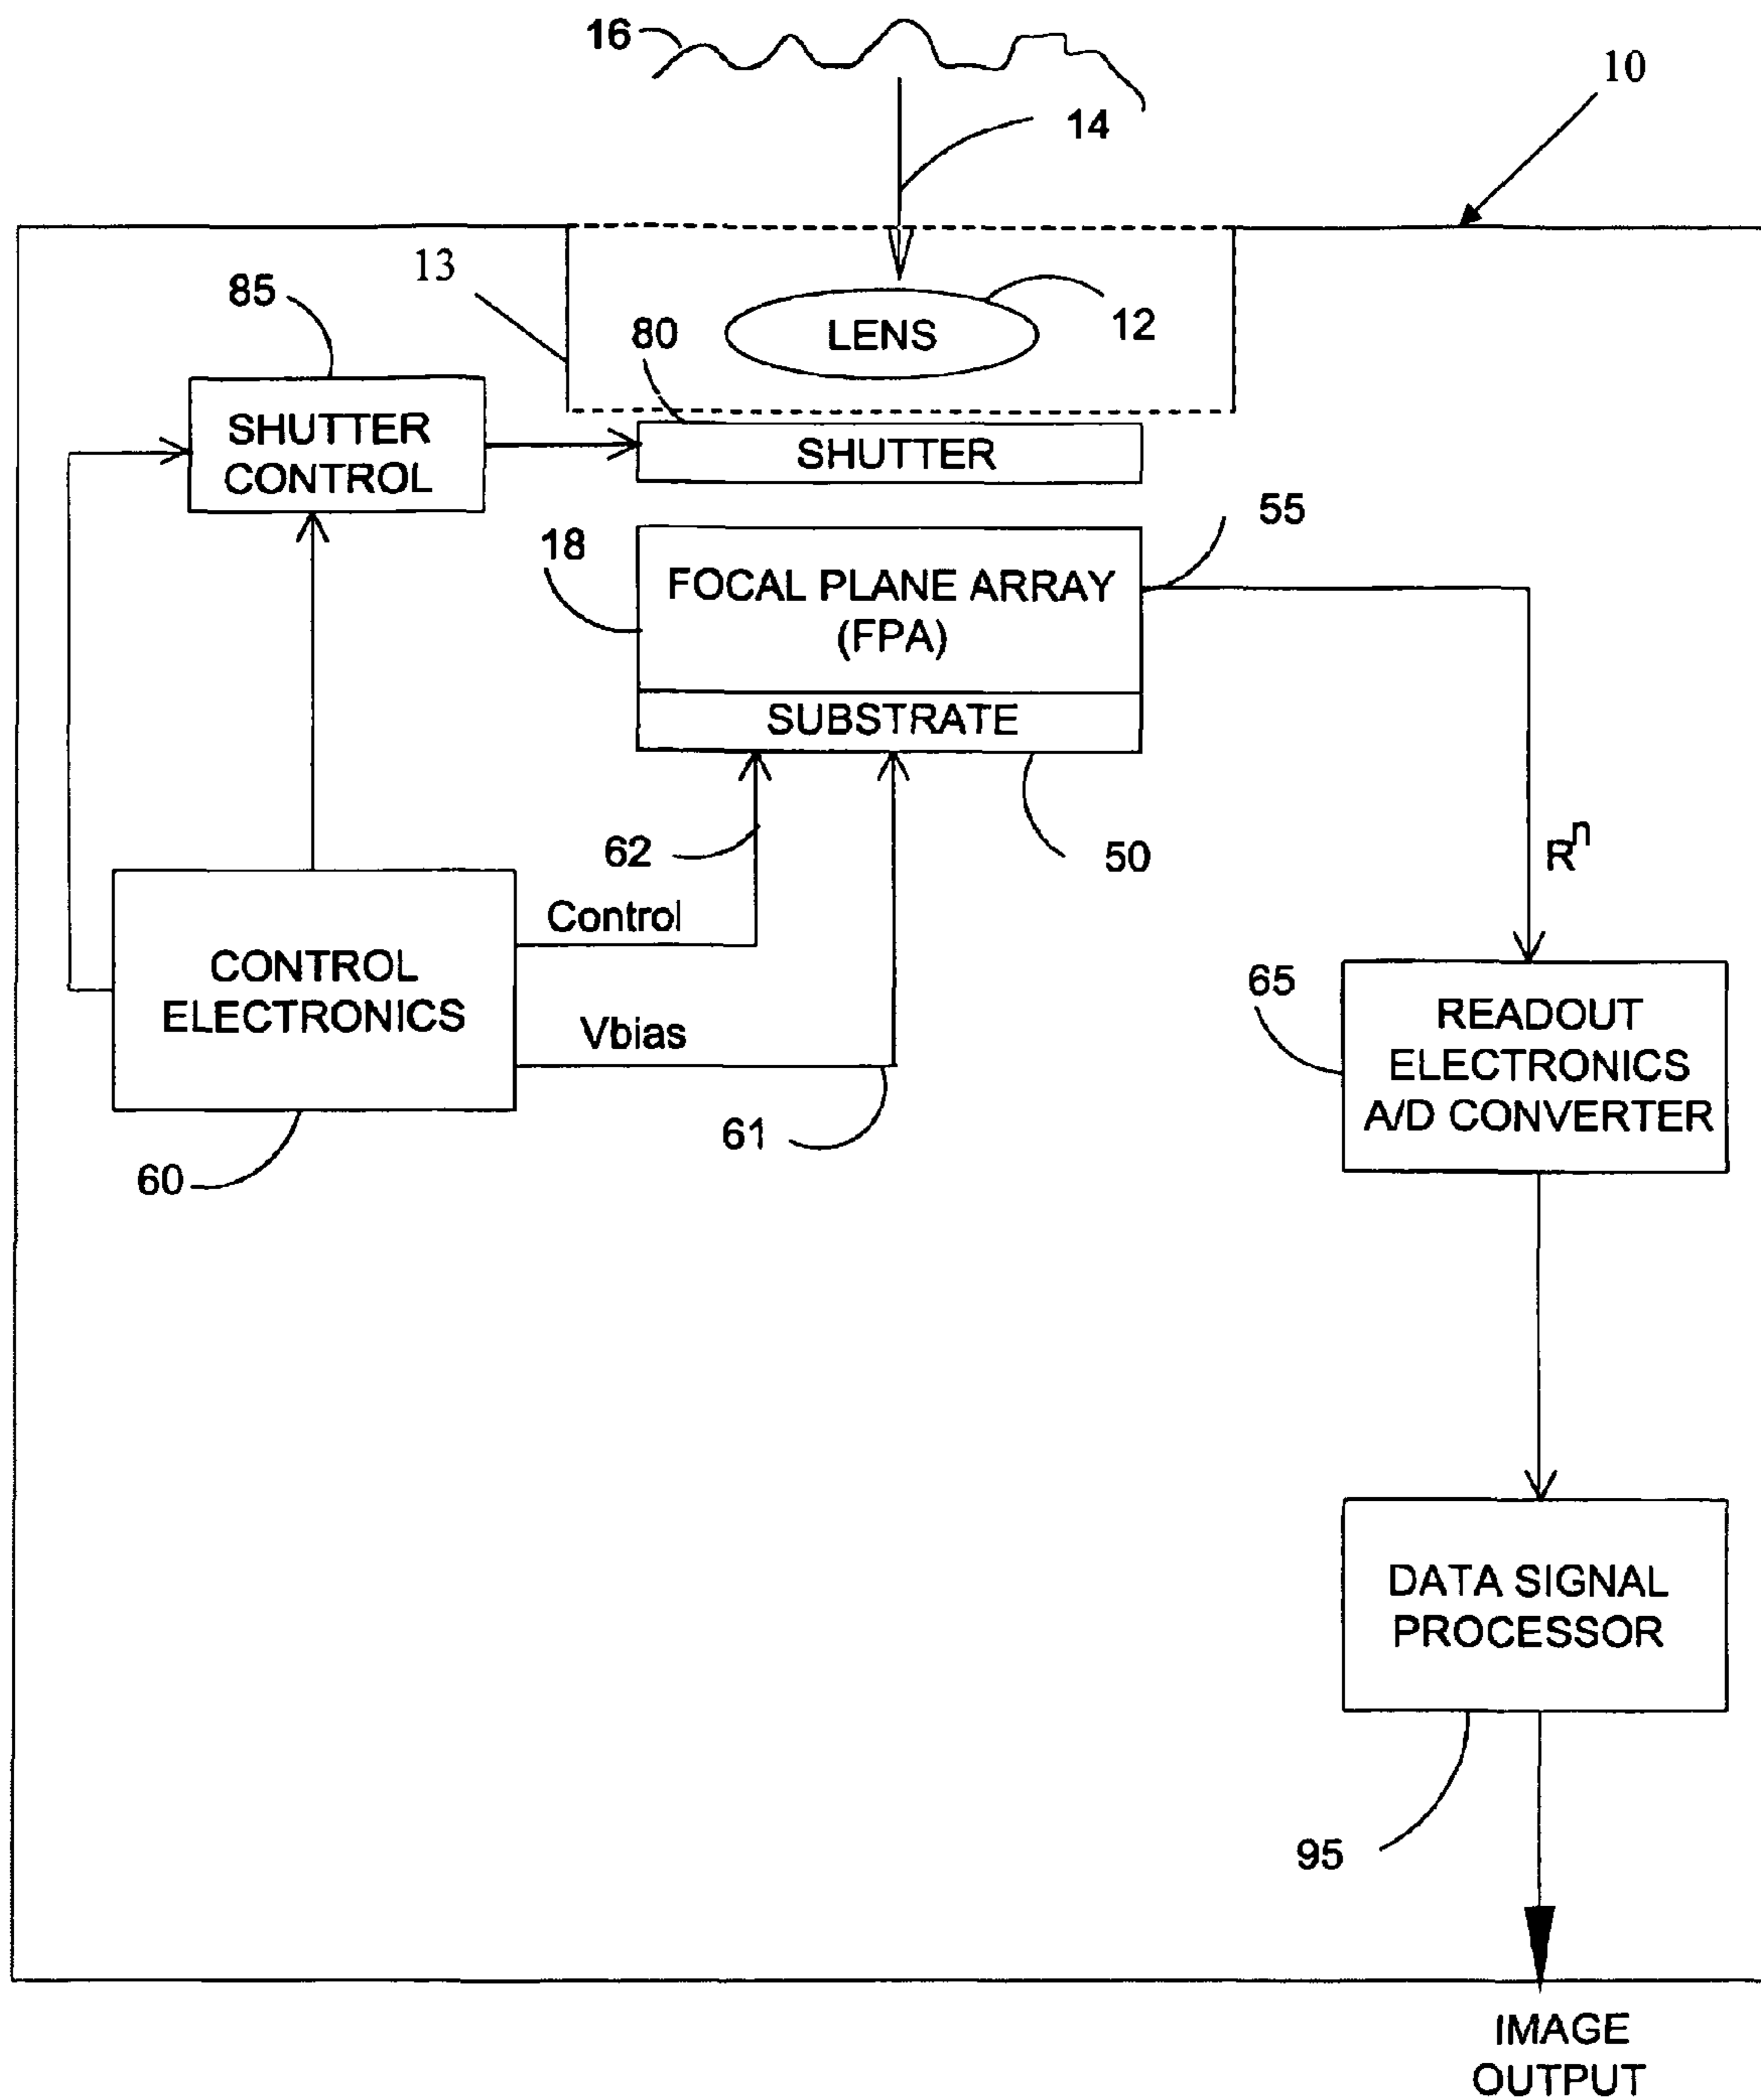 16
10
14
13
85
12
LENS
80
SHUTTER
CONTROL
SHUTTER
55
18
FOCAL PLANE ARRAY
(FPA)
SUBSTRATE
62
50
R^n
Control
CONTROL
ELECTRONICS
65
READOUT
ELECTRONICS
A/D CONVERTER
Vbias
61
60
DATA SIGNAL
PROCESSOR
95
IMAGE
OUTPUT